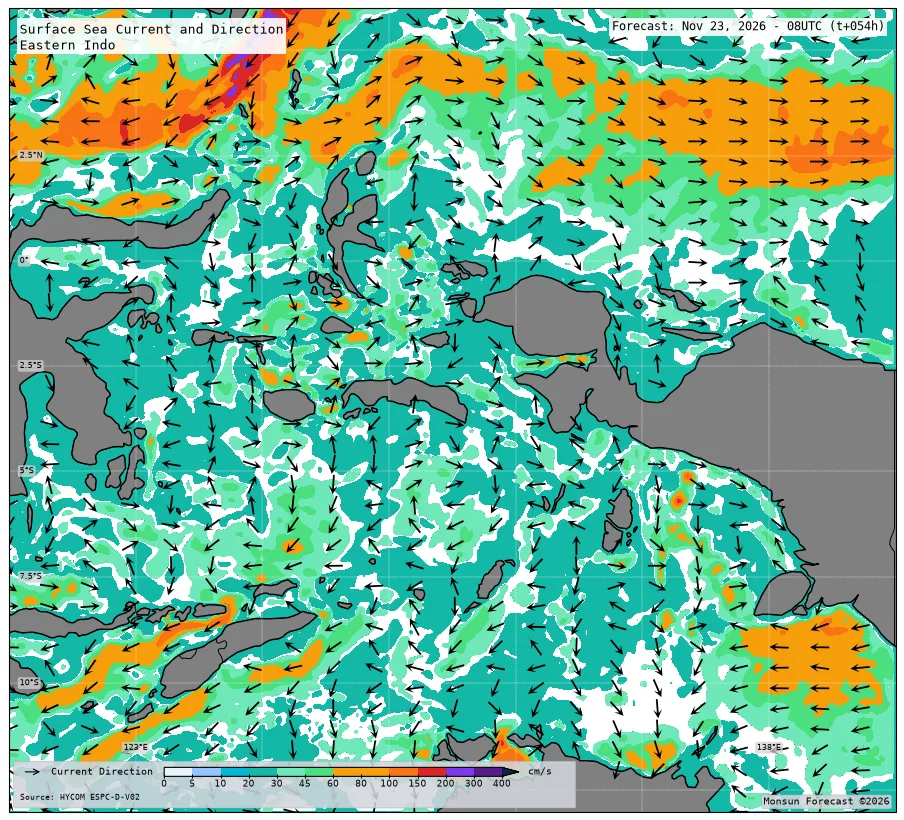 Surface Sea Current and Direction
Eastern Indo
Forecast: Nov 23, 2026 - 08UTC (t+054h)
2.5°N
0°
2.5°S
5°S
7.5°S
10°S
123°E
138°E
Current Direction
0 5 10 20 30 45 60 80 100 150 200 300 400
cm/s
Source: HYCOM ESPC-D-V02
Monsun Forecast ©2026